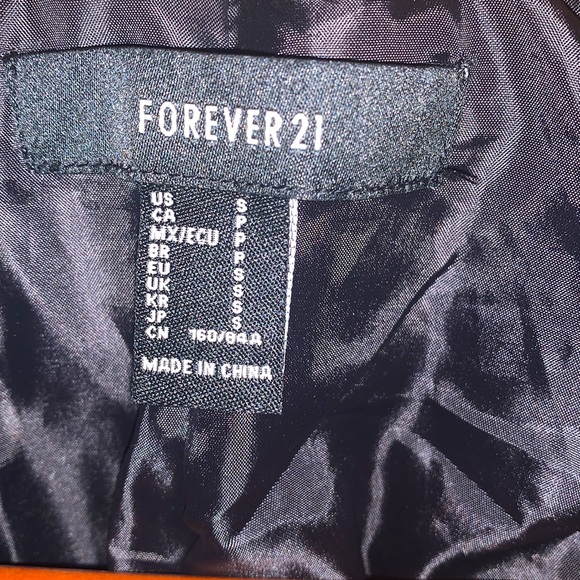 FOREVER 21
US S
CA P
MX/ECU P
BR P
EU S
UK S
KR S
JP S
CN 160/84A
MADE IN CHINA